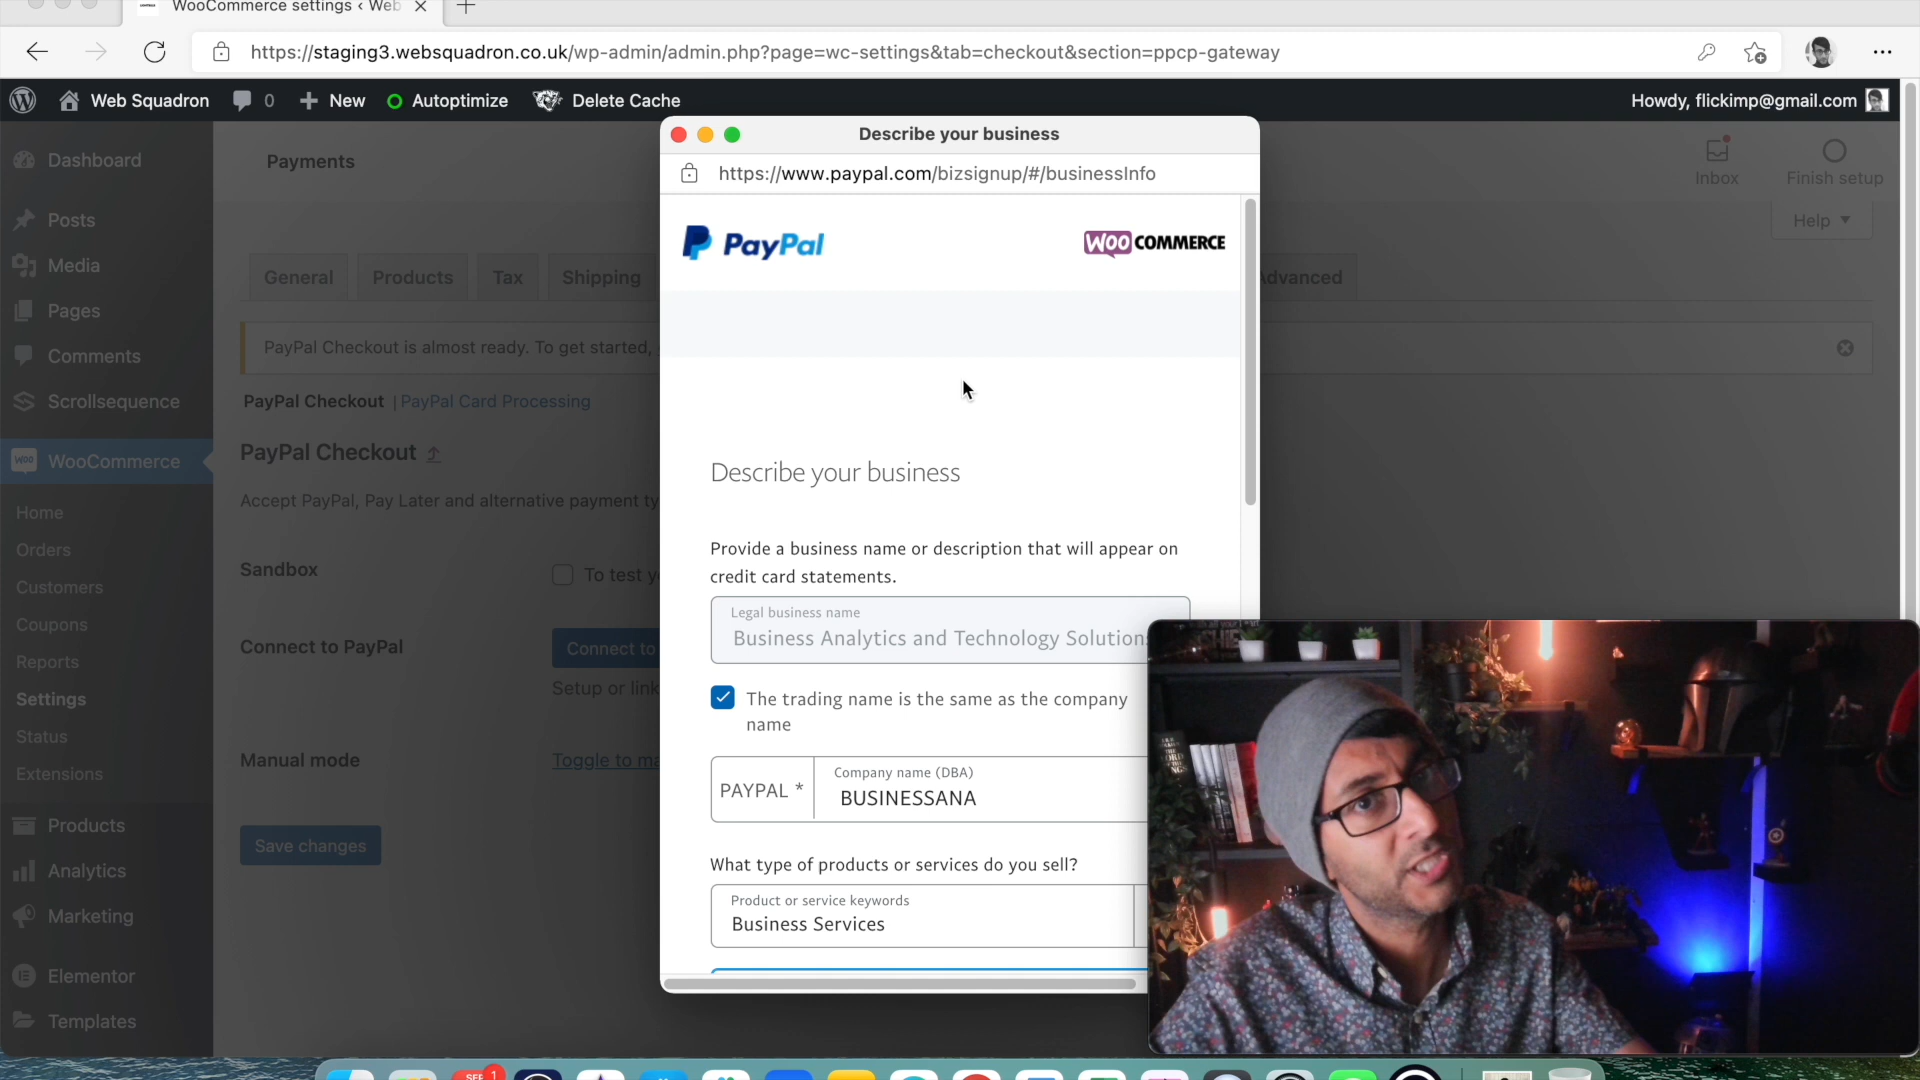 WooCommerce settings ‹ Web
https://staging3.websquadron.co.uk/wp-admin/admin.php?page=wc-settings&tab=checkout&section=ppcp-gateway
Web Squadron
0
New
Autoptimize
Delete Cache
Howdy, flickimp@gmail.com
Describe your business
https://www.paypal.com/bizsignup/#/businessInfo
Dashboard
Posts
Media
Pages
Comments
Scrollsequence
WooCommerce
Home
Orders
Customers
Coupons
Reports
Settings
Status
Extensions
Products
Analytics
Marketing
Elementor
Templates
Payments
Inbox
Finish setup
Help
General
Products
Tax
Shipping
Advanced
PayPal Checkout is almost ready. To get started,
PayPal Checkout | PayPal Card Processing
PayPal Checkout
Accept PayPal, Pay Later and alternative payment ty
Sandbox
To test y
Connect to PayPal
Connect to
Setup or link
Manual mode
Toggle to ma
Save changes
PayPal
WOO COMMERCE
Describe your business
Provide a business name or description that will appear on
credit card statements.
Legal business name
Business Analytics and Technology Solutions
The trading name is the same as the company
name
PAYPAL *
Company name (DBA)
BUSINESSANA
What type of products or services do you sell?
Product or service keywords
Business Services
SEP
1